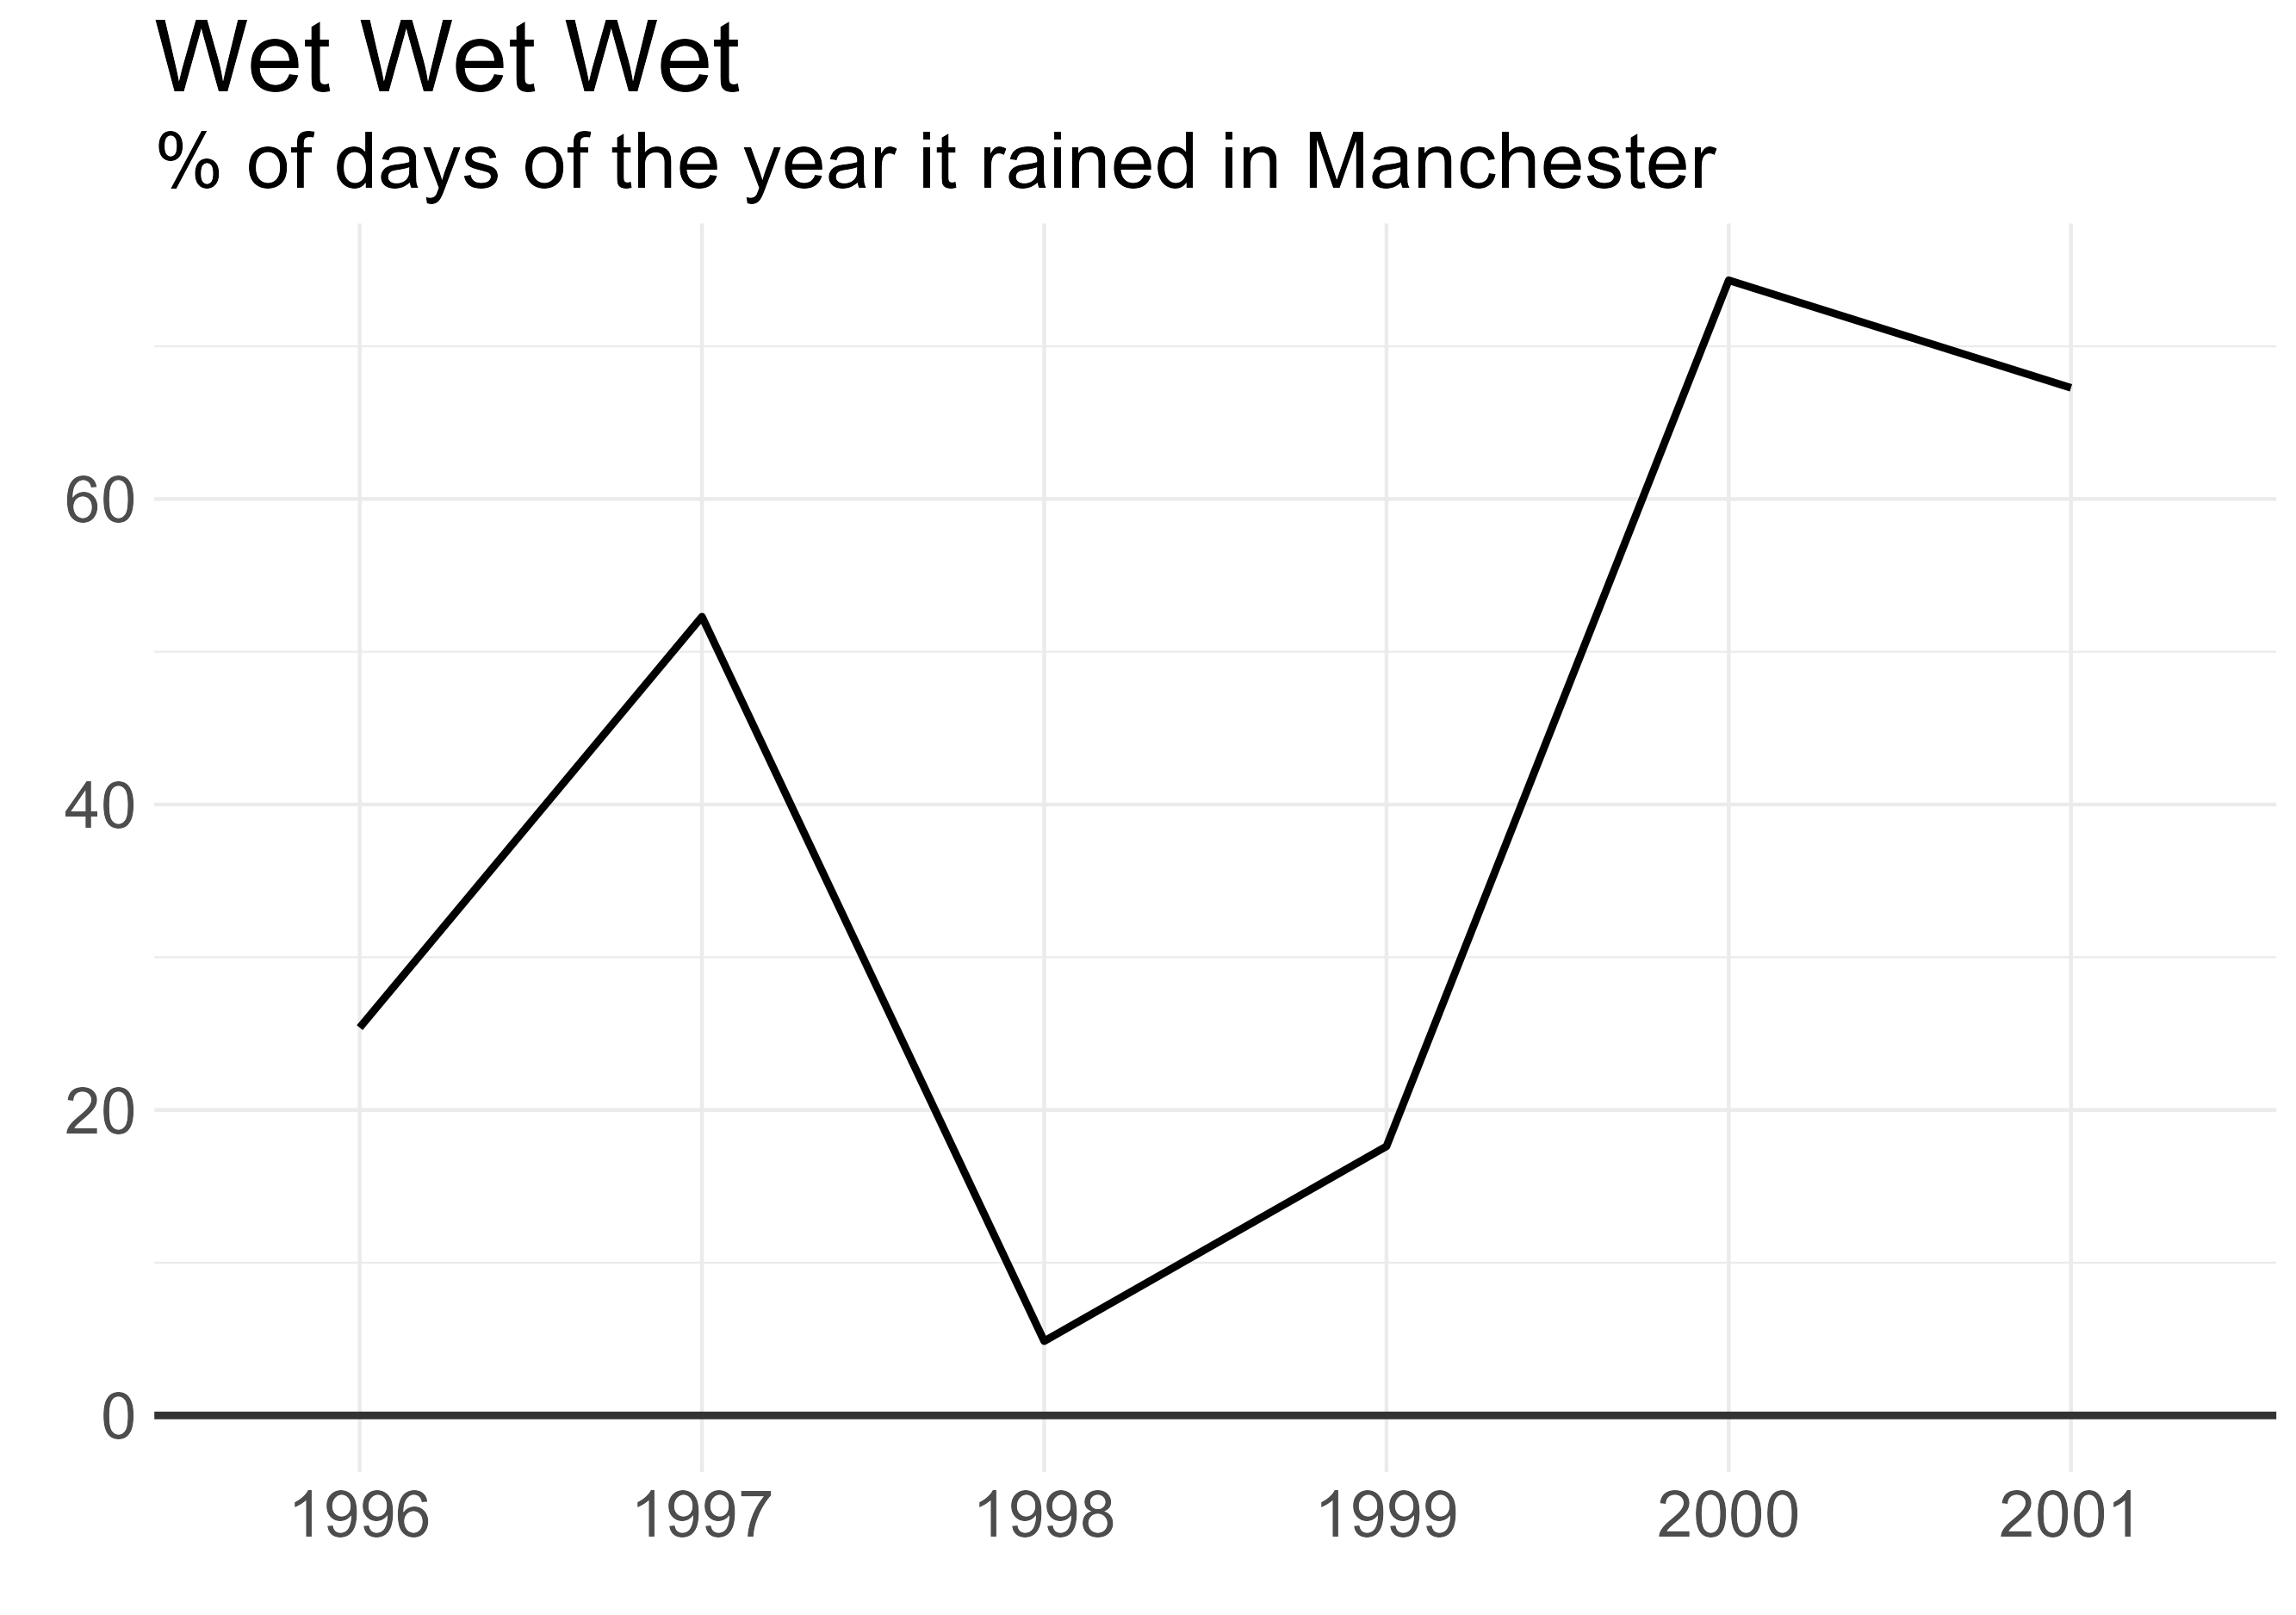 Wet Wet Wet
% of days of the year it rained in Manchester
60
40
20
0
1996 1997 1998 1999 2000 2001